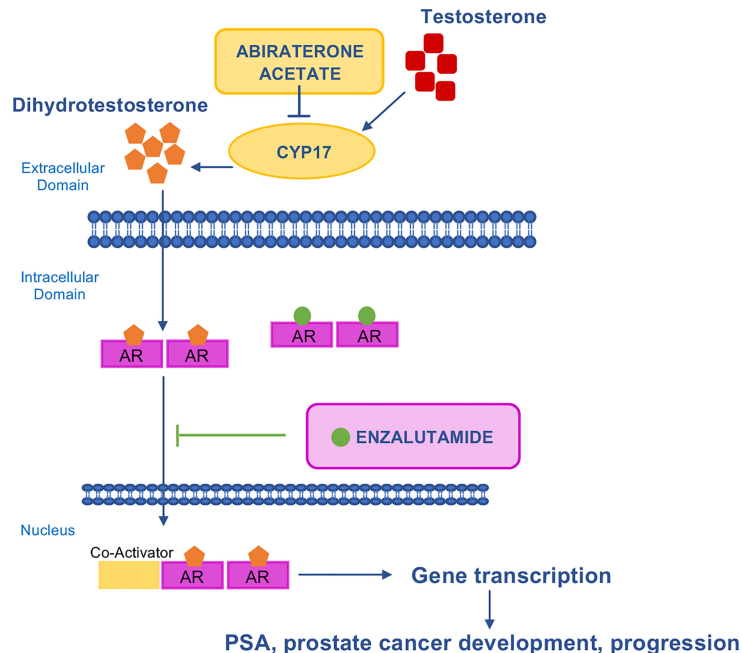 Testosterone
ABIRATERONE
ACETATE
Dihydrotestosterone
CYP17
Extracellular
Domain
Intracellular
Domain
AR
AR
AR
AR
ENZALUTAMIDE
Nucleus
Co-Activator
AR
AR
Gene transcription
PSA, prostate cancer development, progression